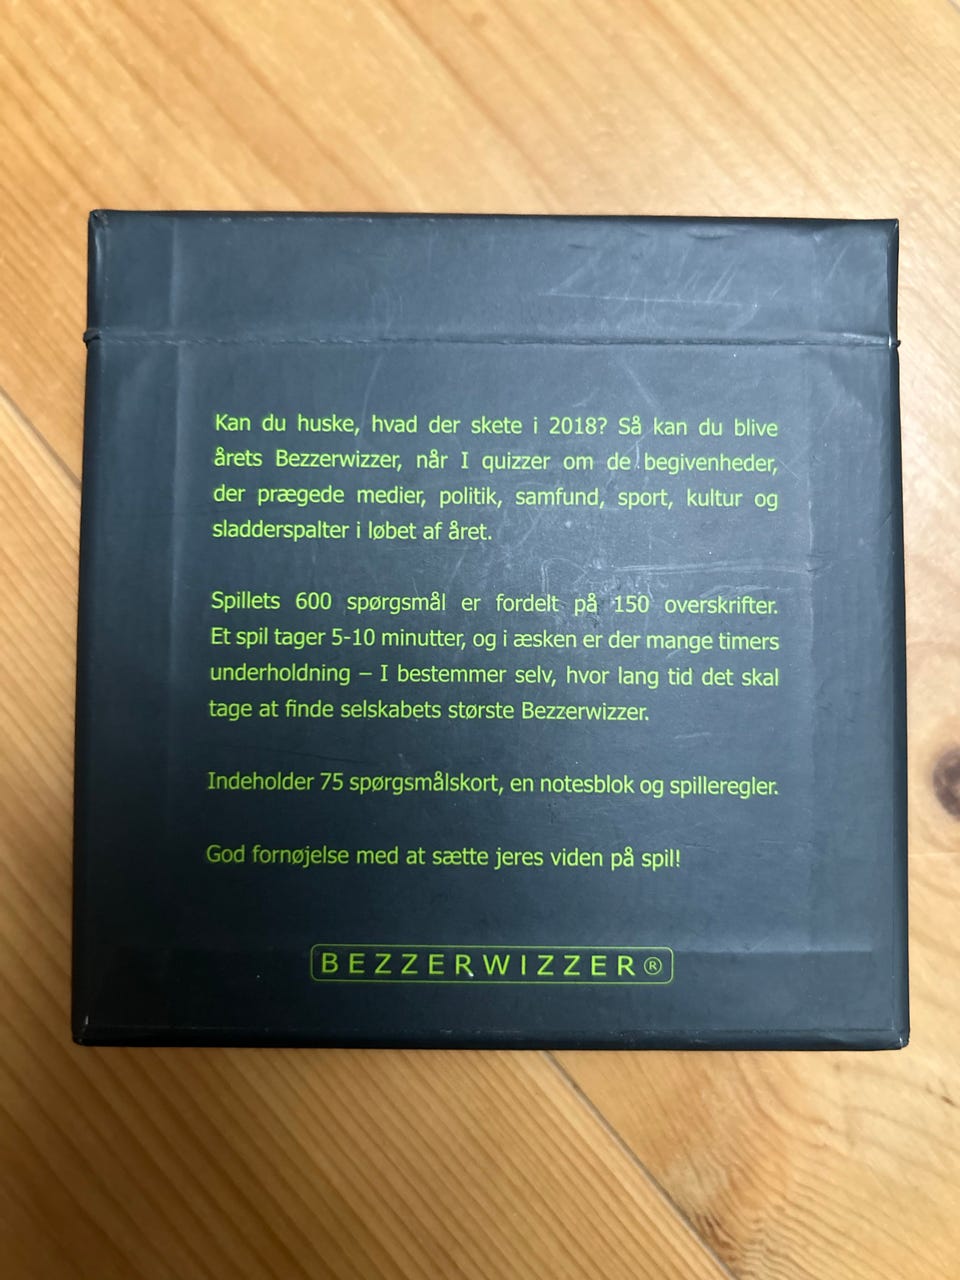 Kan du huske, hvad der skete i 2018? Så kan du blive
årets Bezzerwizzer, når I quizzer om de begivenheder,
der prægede medier, politik, samfund, sport, kultur og
sladderspalter i løbet af året.
Spillets 600 spørgsmål er fordelt på 150 overskrifter.
Et spil tager 5-10 minutter, og i æsken er der mange timers
underholdning – I bestemmer selv, hvor lang tid det skal
tage at finde selskabets største Bezzerwizzer.
Indeholder 75 spørgsmålskort, en notesblok og spilleregler.
God fornøjelse med at sætte jeres viden på spil!
BEZZERWIZZER®